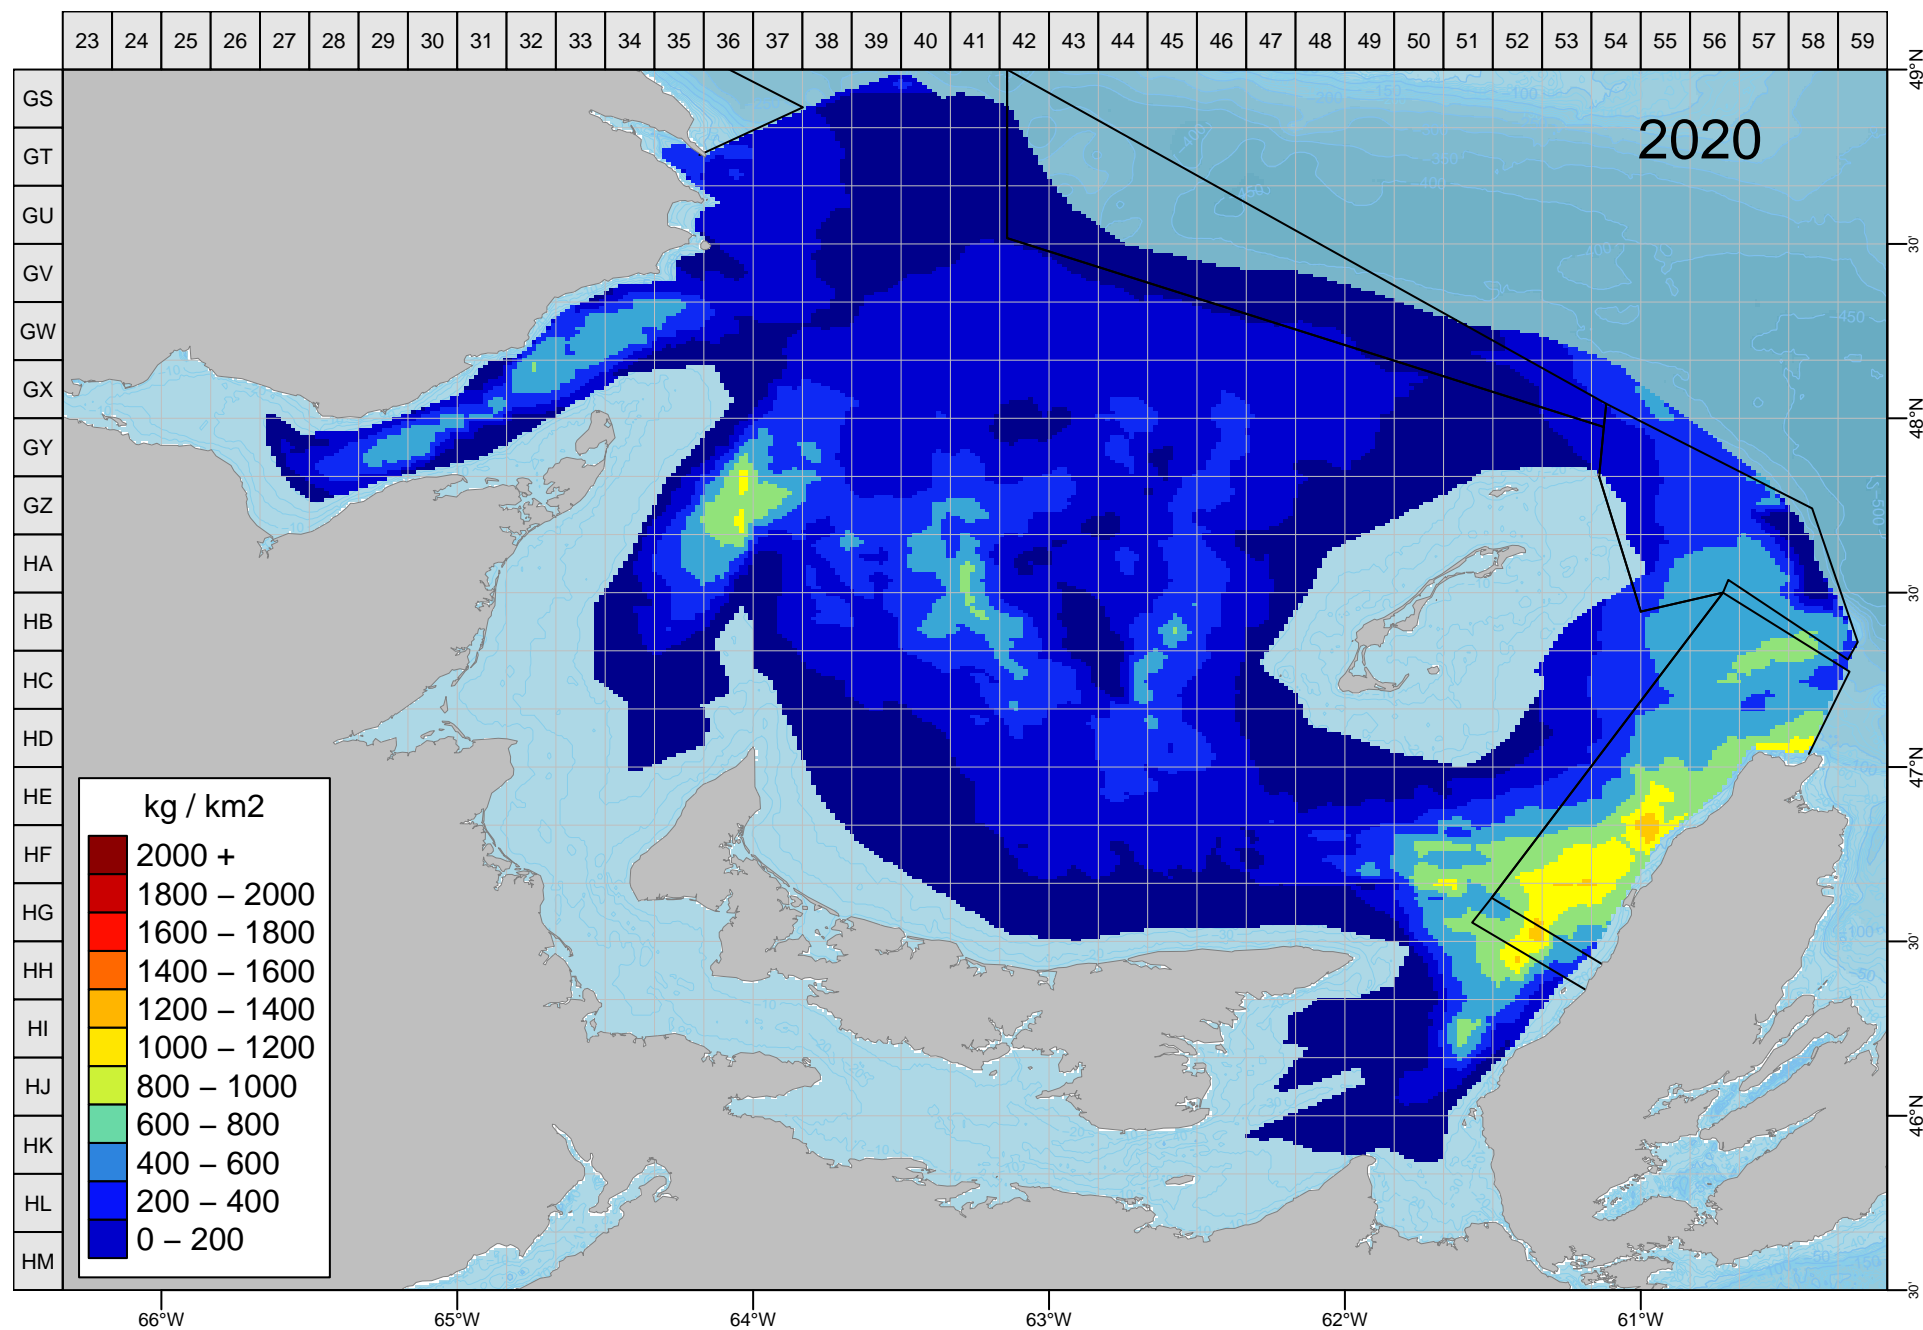 23 24 25 26 27 28 29 30 31 32 33 34 35 36 37 38 39 40 41 42 43 44 45 46 47 48 49 50 51 52 53 54 55 56 57 58 59
GS
GT
GU
GV
GW
GX
GY
GZ
HA
HB
HC
HD
HE
HF
HG
HH
HI
HJ
HK
HL
HM
2020
49°N
30'
48°N
30'
47°N
30'
46°N
30'
kg / km2
2000 +
1800 – 2000
1600 – 1800
1400 – 1600
1200 – 1400
1000 – 1200
800 – 1000
600 – 800
400 – 600
200 – 400
0 – 200
66°W 65°W 64°W 63°W 62°W 61°W